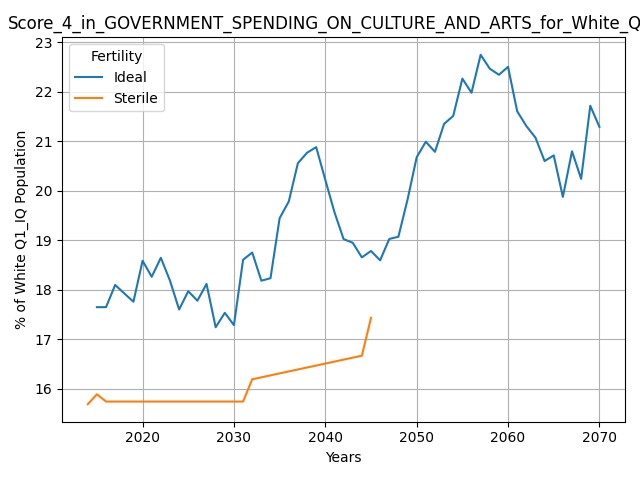 Score_4_in_GOVERNMENT_SPENDING_ON_CULTURE_AND_ARTS_for_White_Q
Fertility
Ideal
Sterile
% of White Q1_IQ Population
23
22
21
20
19
18
17
16
2020 2030 2040 2050 2060 2070
Years